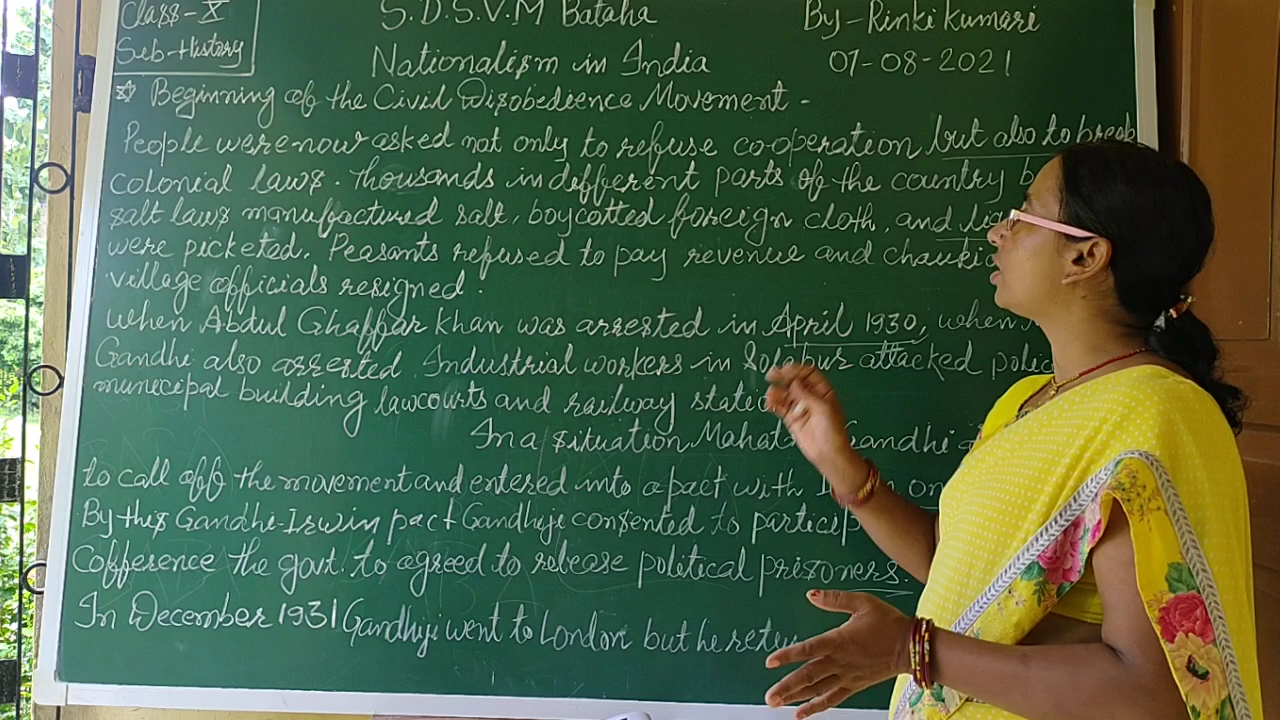 Class-X
Sub-History
S.D.S.V.M Bataha
By-Rinki kumari
07-08-2021
Nationalism in India
Beginning of the Civil Disobedience Movement -
People were now asked not only to refuse cooperation but also to break
colonial laws. Thousands in different parts of the country
salt laws manufactured salt, boycotted foreign cloth, and
were picketed. Peasants refused to pay revenue and
village officials resigned.
When Abdul Ghaffar Khan was arrested in April 1930, when
Gandhi also arrested. Industrial workers in Solapur attacked
municipal building lawcourts and railway
In a situation Gandhi
to call off the movement and entered into a pact with on
By this Gandhi-Irwin pact Gandhiji consented to
Cofference the govt. to agreed to release political prisoners.
In December 1931 Gandhiji went to London but he